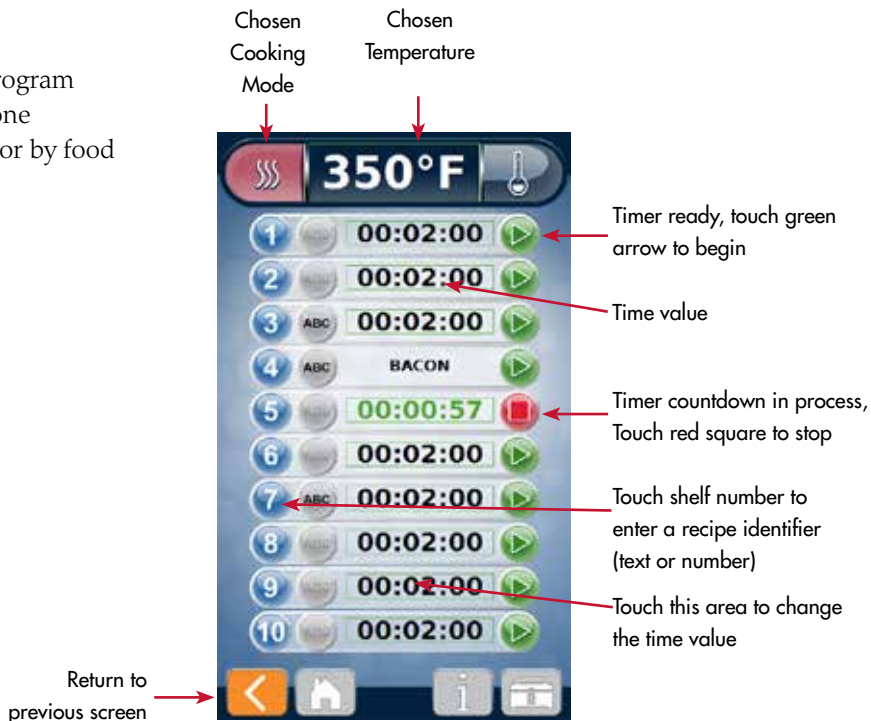 Chosen
Cooking
Mode
Chosen
Temperature
rogram
one
or by food
350°F
1 00:02:00
2 00:02:00
3 ABC 00:02:00
4 ABC BACON
5 00:00:57
6 00:02:00
7 ABC 00:02:00
8 00:02:00
9 00:02:00
10 00:02:00
Timer ready, touch green
arrow to begin
Time value
Timer countdown in process,
Touch red square to stop
Touch shelf number to
enter a recipe identifier
(text or number)
Touch this area to change
the time value
Return to
previous screen
i